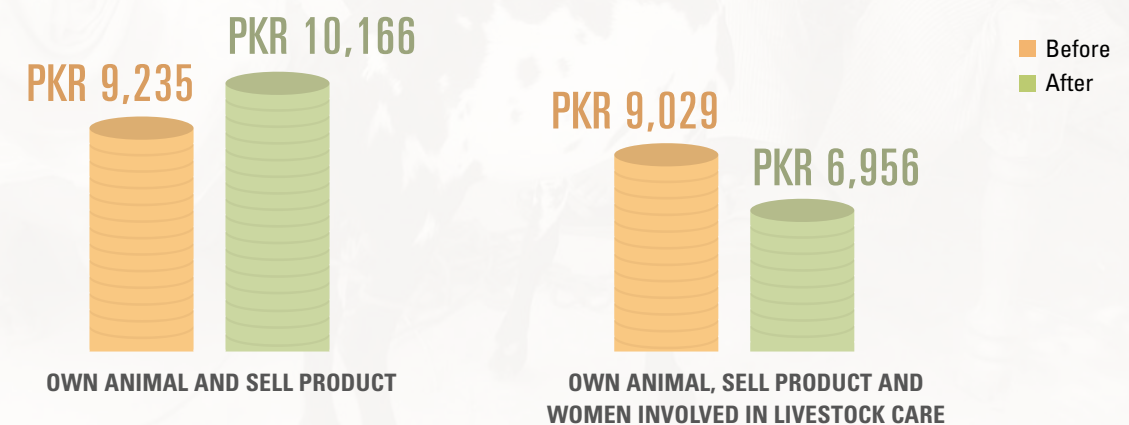 PKR 10,166
PKR 9,235
Before
After
PKR 9,029
PKR 6,956
OWN ANIMAL AND SELL PRODUCT
OWN ANIMAL, SELL PRODUCT AND
WOMEN INVOLVED IN LIVESTOCK CARE